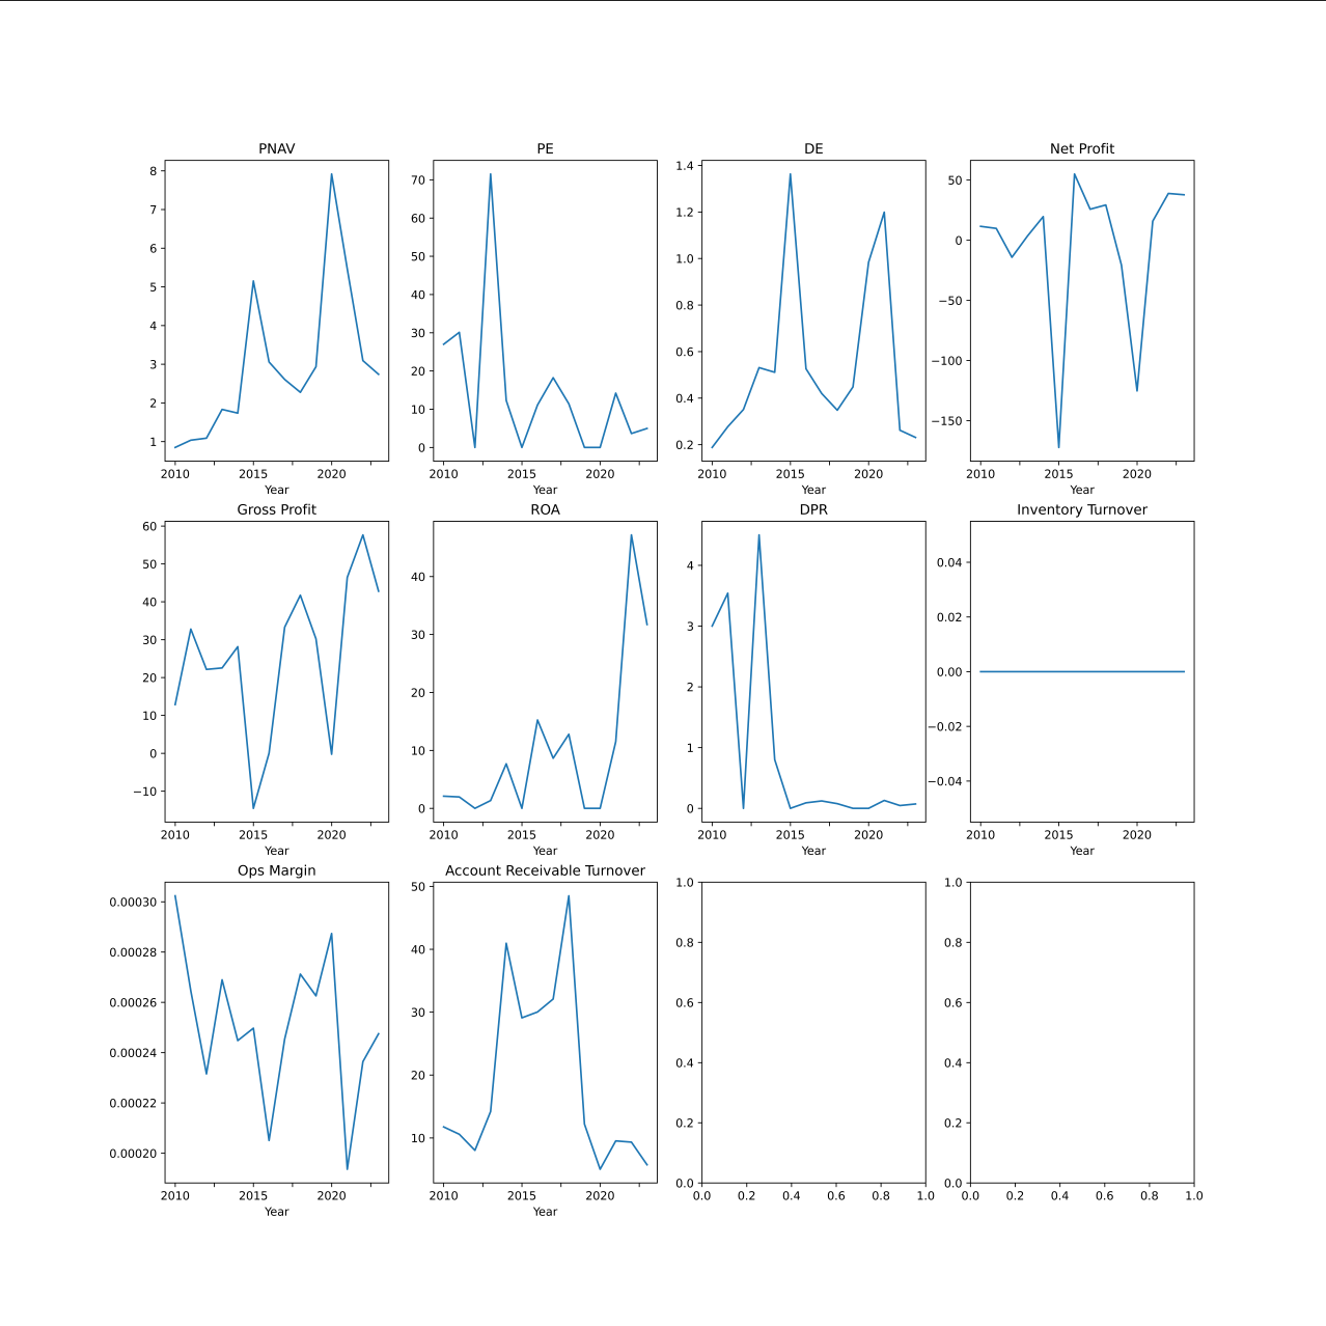 PNAV PE DE Net Profit
8
7
6
5
4
3
2
1
2010 2015 2020
Year
70
60
50
40
30
20
10
0
2010 2015 2020
Year
1.4
1.2
1.0
0.8
0.6
0.4
0.2
2010 2015 2020
Year
50
0
−50
−100
−150
2010 2015 2020
Year
Gross Profit ROA DPR Inventory Turnover
60
50
40
30
20
10
0
−10
2010 2015 2020
Year
40
30
20
10
0
2010 2015 2020
Year
4
3
2
1
0
2010 2015 2020
Year
0.04
0.02
0.00
−0.02
−0.04
2010 2015 2020
Year
Ops Margin Account Receivable Turnover
0.00030
0.00028
0.00026
0.00024
0.00022
0.00020
2010 2015 2020
Year
50
40
30
20
10
2010 2015 2020
Year
1.0
0.8
0.6
0.4
0.2
0.0
0.0 0.2 0.4 0.6 0.8 1.0
1.0
0.8
0.6
0.4
0.2
0.0
0.0 0.2 0.4 0.6 0.8 1.0